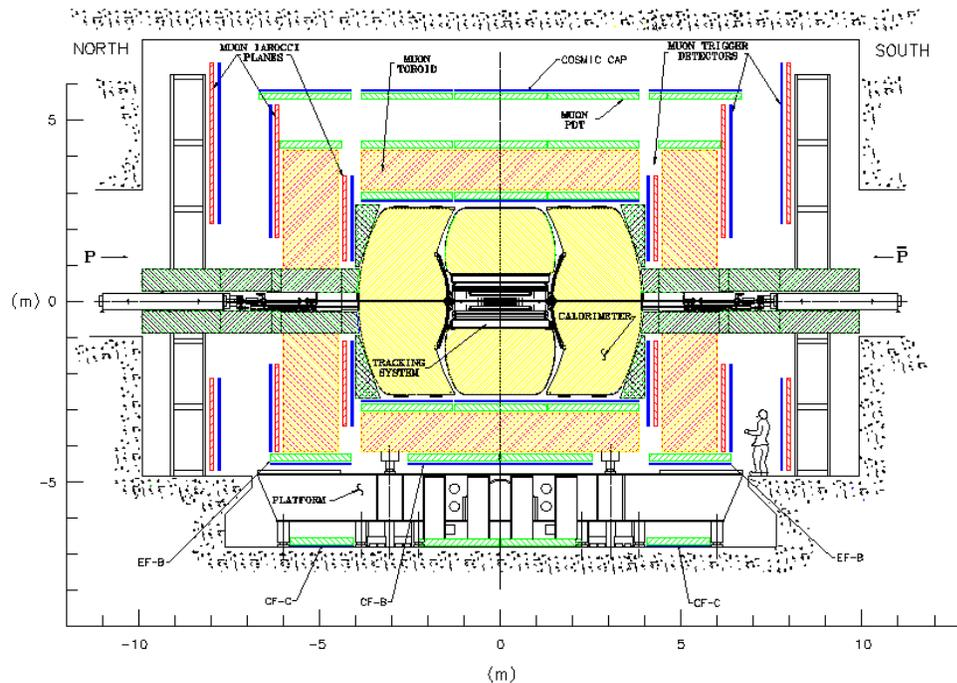 NORTH
MUON IAROCCI
PLANES
MUON
TOROID
COSMIC CAP
MUON TRIGGER
DETECTORS
SOUTH
MUON
PDT
5
P
P̅
(m)
0
CALORIMETER
TRACKING
SYSTEM
-5
PLATFORM
EF-B
EF-B
CF-C
CF-B
CF-C
-10
-5
0
5
10
(m)